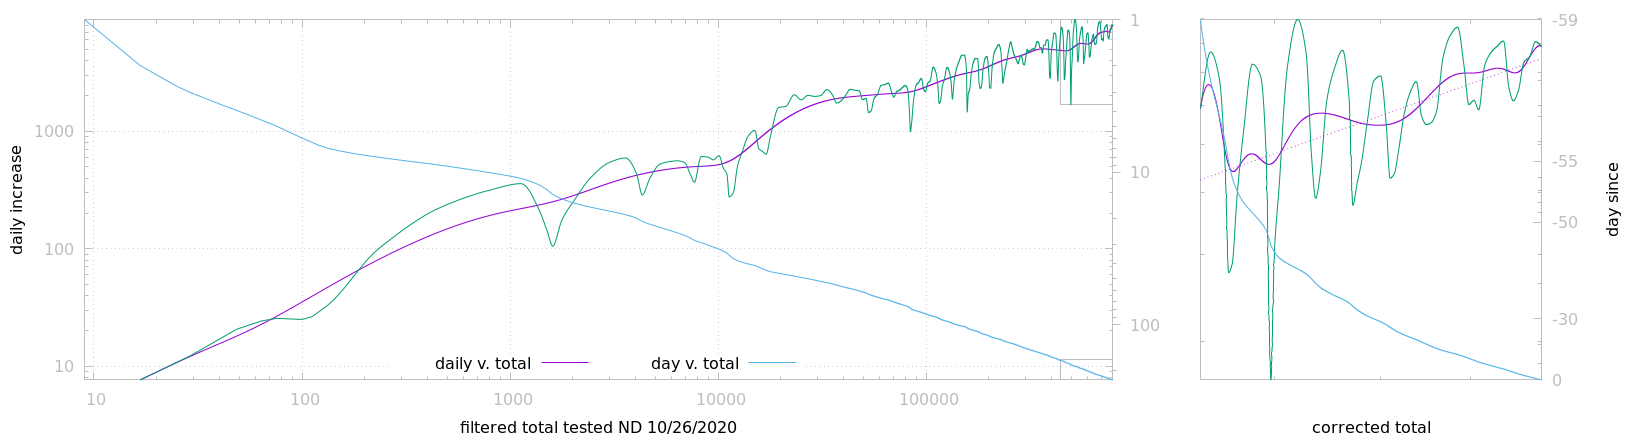 1
-59
1000
10
-55
100
-50
100
-30
10
0
daily increase
day since
daily v. total
day v. total
10
100
1000
10000
100000
filtered total tested ND 10/26/2020
corrected total